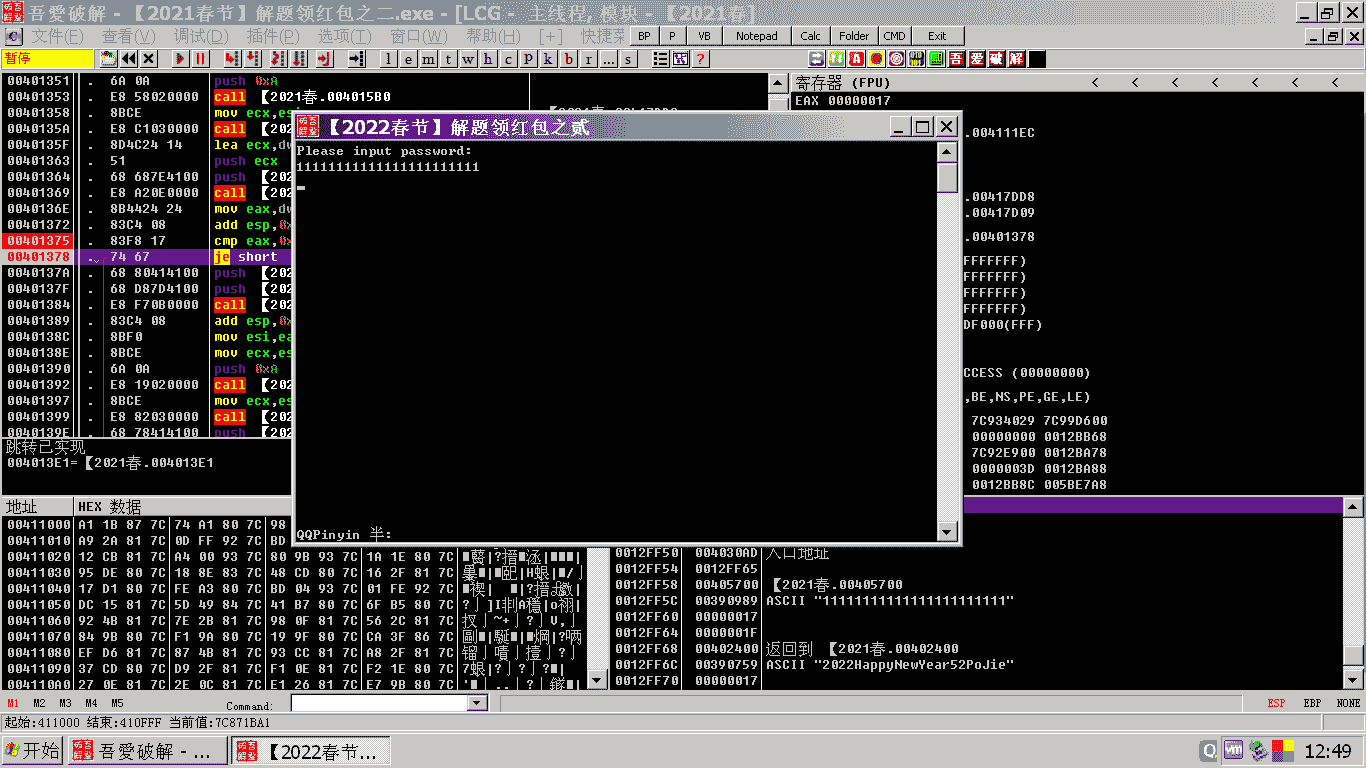 吾爱破解 - 【2021春节】解题领红包之二.exe - [LCG - 主线程, 模块 - 【2021春]
文件(F) 查看(V) 调试(D) 插件(P) 选项(T) 窗口(W) 帮助(H) [+] 快捷菜 BP P VB Notepad Calc Folder CMD Exit
暂停 l e m t w h c p k b r ... s ?
00401351 . 6A 0A push 0xA
00401353 . E8 58020000 call 【2021春.004015B0
00401358 . 8BCE mov ecx,es
0040135A . E8 C1030000 call 【202
0040135F . 8D4C24 14 lea ecx,dw
00401363 . 51 push ecx
00401364 . 68 687E4100 push 【202
00401369 . E8 A20E0000 call 【202
0040136E . 8B4424 24 mov eax,dw
00401372 . 83C4 08 add esp,0x
00401375 . 83F8 17 cmp eax,0x
00401378 . 74 67 je short
0040137A . 68 80414100 push 【202
0040137F . 68 D87D4100 push 【202
00401384 . E8 F70B0000 call 【202
00401389 . 83C4 08 add esp,0x
0040138C . 8BF0 mov esi,ea
0040138E . 8BCE mov ecx,es
00401390 . 6A 0A push 0xA
00401392 . E8 19020000 call 【202
00401397 . 8BCE mov ecx,es
00401399 . E8 82030000 call 【202
0040139E . 68 78414100 push 【202
跳转已实现
004013E1=【2021春.004013E1
【2022春节】解题领红包之贰
Please input password:
11111111111111111111111
QQPinyin 半:
寄存器 (FPU) < < < < < < <
EAX 00000017
.004111EC
.00417DD8
.00417D09
.00401378
FFFFFFF)
FFFFFFF)
FFFFFFF)
FFFFFFF)
DF000(FFF)
CCESS (00000000)
,BE,NS,PE,GE,LE)
7C934029 7C99D600
00000000 0012BB68
7C92E900 0012BA78
0000003D 0012BA88
0012BB8C 005BE7A8
地址 HEX 数据
00411000 A1 1B 87 7C 74 A1 80 7C 98
00411010 A9 2A 81 7C 0D FF 92 7C BD
00411020 12 CB 81 7C A4 00 93 7C 80 9B 93 7C 1A 1E 80 7C
00411030 95 DE 80 7C 18 8E 83 7C 48 CD 80 7C 16 2F 81 7C
00411040 17 D1 80 7C FE A3 80 7C BD 04 93 7C 01 FE 92 7C
00411050 DC 15 81 7C 5D 49 84 7C 41 B7 80 7C 6F B5 80 7C
00411060 92 4B 81 7C 7E 2B 81 7C 98 0F 81 7C 56 2C 81 7C
00411070 84 9B 80 7C F1 9A 80 7C 19 9F 80 7C CA 3F 86 7C
00411080 EF D6 81 7C 87 4B 81 7C 93 CC 81 7C A8 2F 81 7C
00411090 37 CD 80 7C D9 2F 81 7C F1 0E 81 7C F2 1E 80 7C
004110A0 27 0E 81 7C 2E 0C 81 7C E1 26 81 7C E7 9B 80 7C
0012FF50 004030AD 入口地址
0012FF54 0012FF65
0012FF58 00405700 【2021春.00405700
0012FF5C 00390989 ASCII "11111111111111111111111"
0012FF60 00000017
0012FF64 0000001F
0012FF68 00402400 返回到 【2021春.00402400
0012FF6C 00390759 ASCII "2022HappyNewYear52PoJie"
0012FF70 00000017
M1 M2 M3 M4 M5 Command: ESP EBP NONE
起始:411000 结束:410FFF 当前值:7C871BA1
开始 吾爱破解 - ... 【2022春节... 12:49